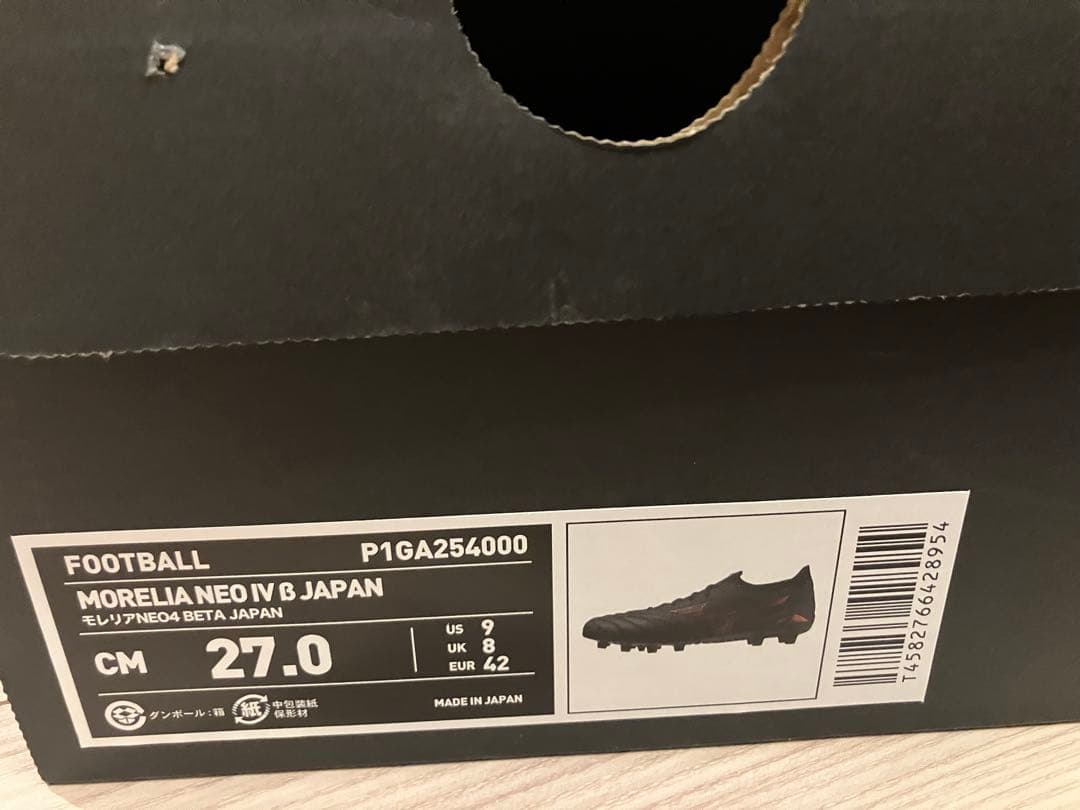 FOOTBALL
P1GA254000
MORELIA NEO IV β JAPAN
モレリアNEO4 BETA JAPAN
CM 27.0
US 9
UK 8
EUR 42
ダンボール:箱
紙
中包装紙
保形材
MADE IN JAPAN
T4582766428954